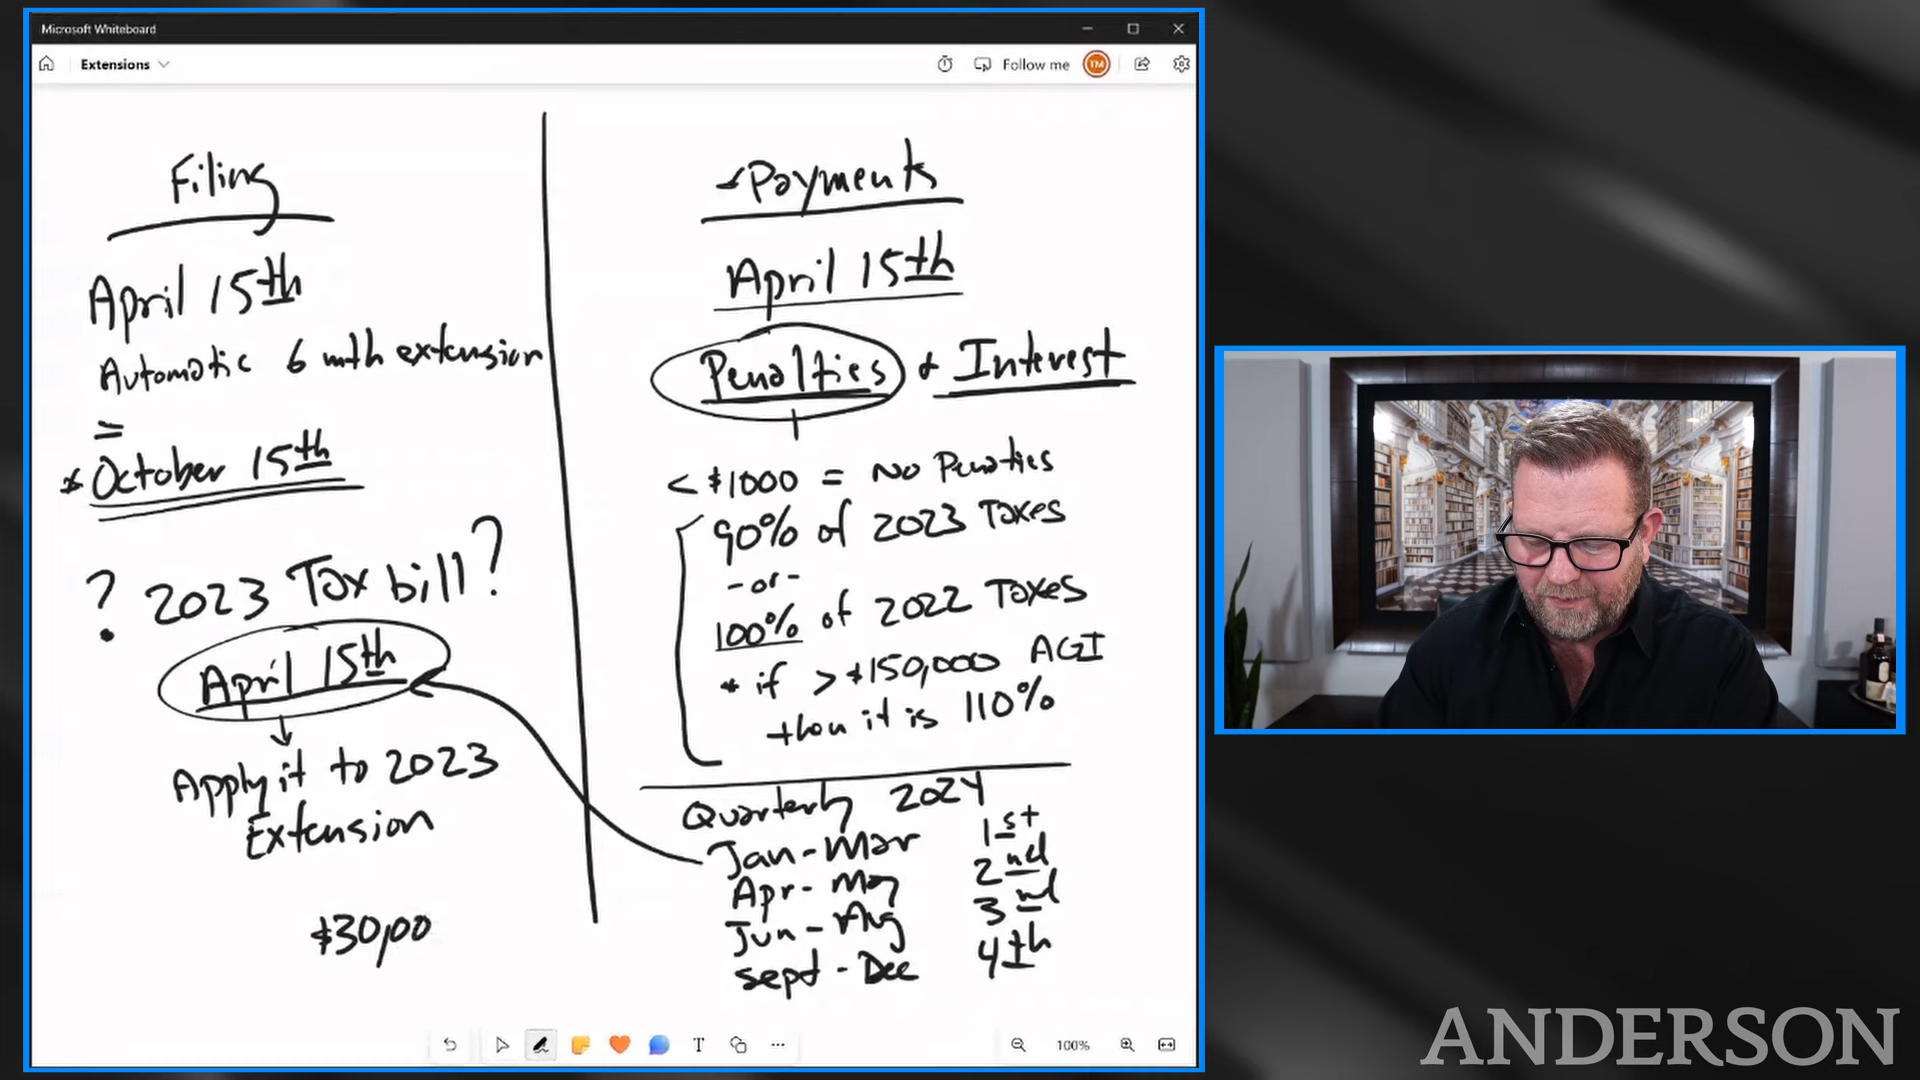 Microsoft Whiteboard
Extensions
Follow me
TM
Filing
April 15th
Automatic 6 mth extension
=
* October 15th
? 2023 Tax bill?
April 15th
Apply it to 2023
Extension
$30,00
Payments
April 15th
Penalties + Interest
< $1000 = No Penalties
90% of 2023 Taxes
- or -
100% of 2022 Taxes
* if > $150,000 AGI
then it is 110%
Quarterly 2024
Jan - Mar 1st
Apr - May 2nd
Jun - Aug 3rd
Sept - Dec 4th
T
100%
ANDERSON